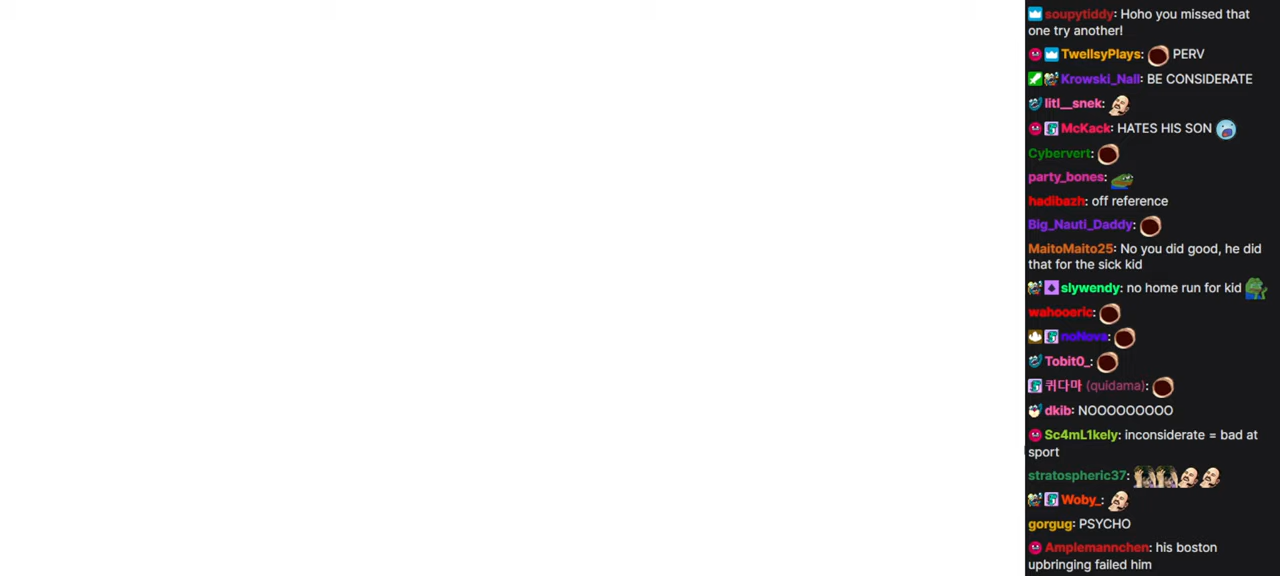 soupytiddy: Hoho you missed that
one try another!
TwellsyPlays: PERV
Krowski_Nall: BE CONSIDERATE
litl__snek:
McKack: HATES HIS SON
Cybervert:
party_bones:
hadibazh: off reference
Big_Nauti_Daddy:
MaitoMaito25: No you did good, he did
that for the sick kid
slywendy: no home run for kid
wahooeric:
noNova:
Tobit0_:
퀴다마 (quidama):
dkib: NOOOOOOOOO
Sc4mL1kely: inconsiderate = bad at
sport
stratospheric37:
Woby_:
gorgug: PSYCHO
Amplemannchen: his boston
upbringing failed him